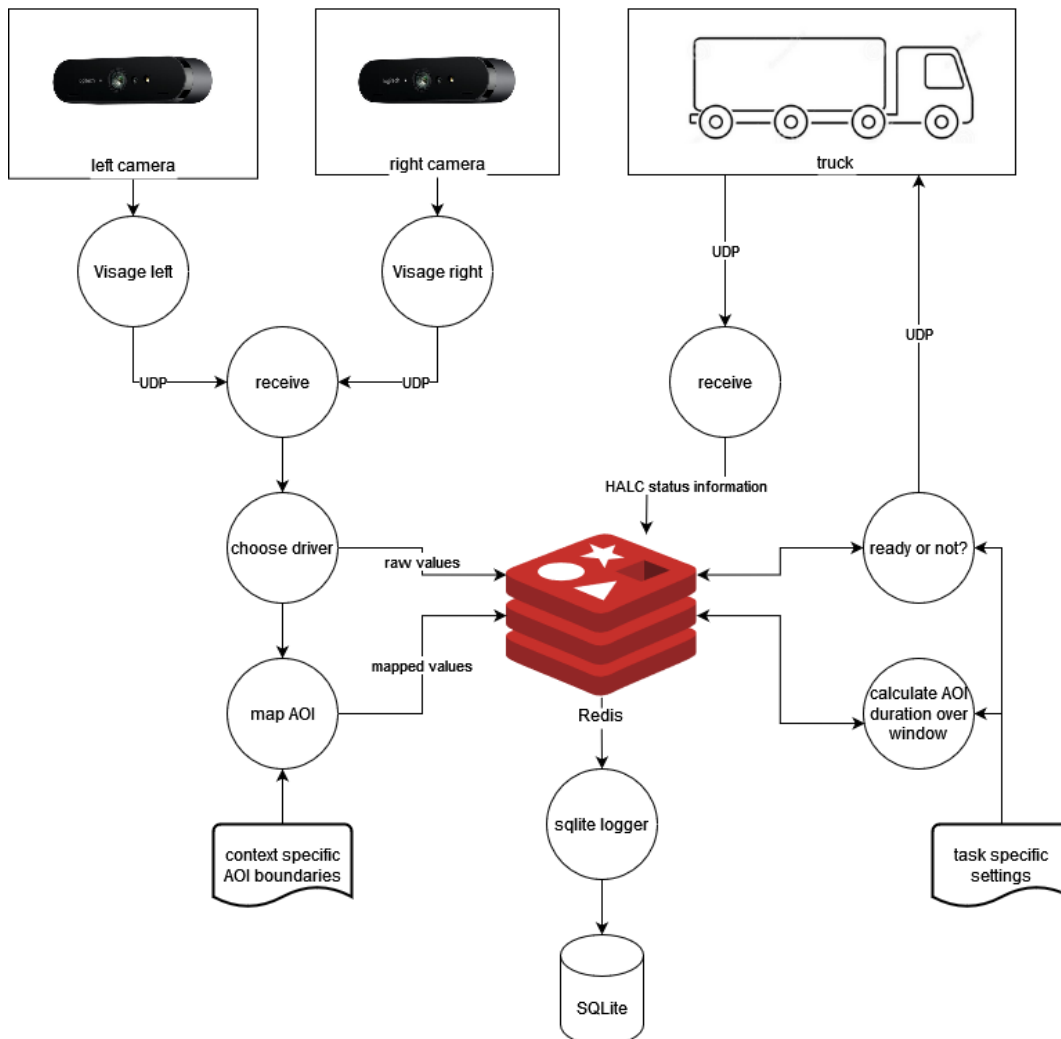 left camera
right camera
truck
Visage left
Visage right
UDP
UDP
receive
UDP
UDP
receive
HALC status information
choose driver
raw values
ready or not?
mapped values
map AOI
Redis
calculate AOI
duration over
window
sqlite logger
context specific
AOI boundaries
task specific
settings
SQLite